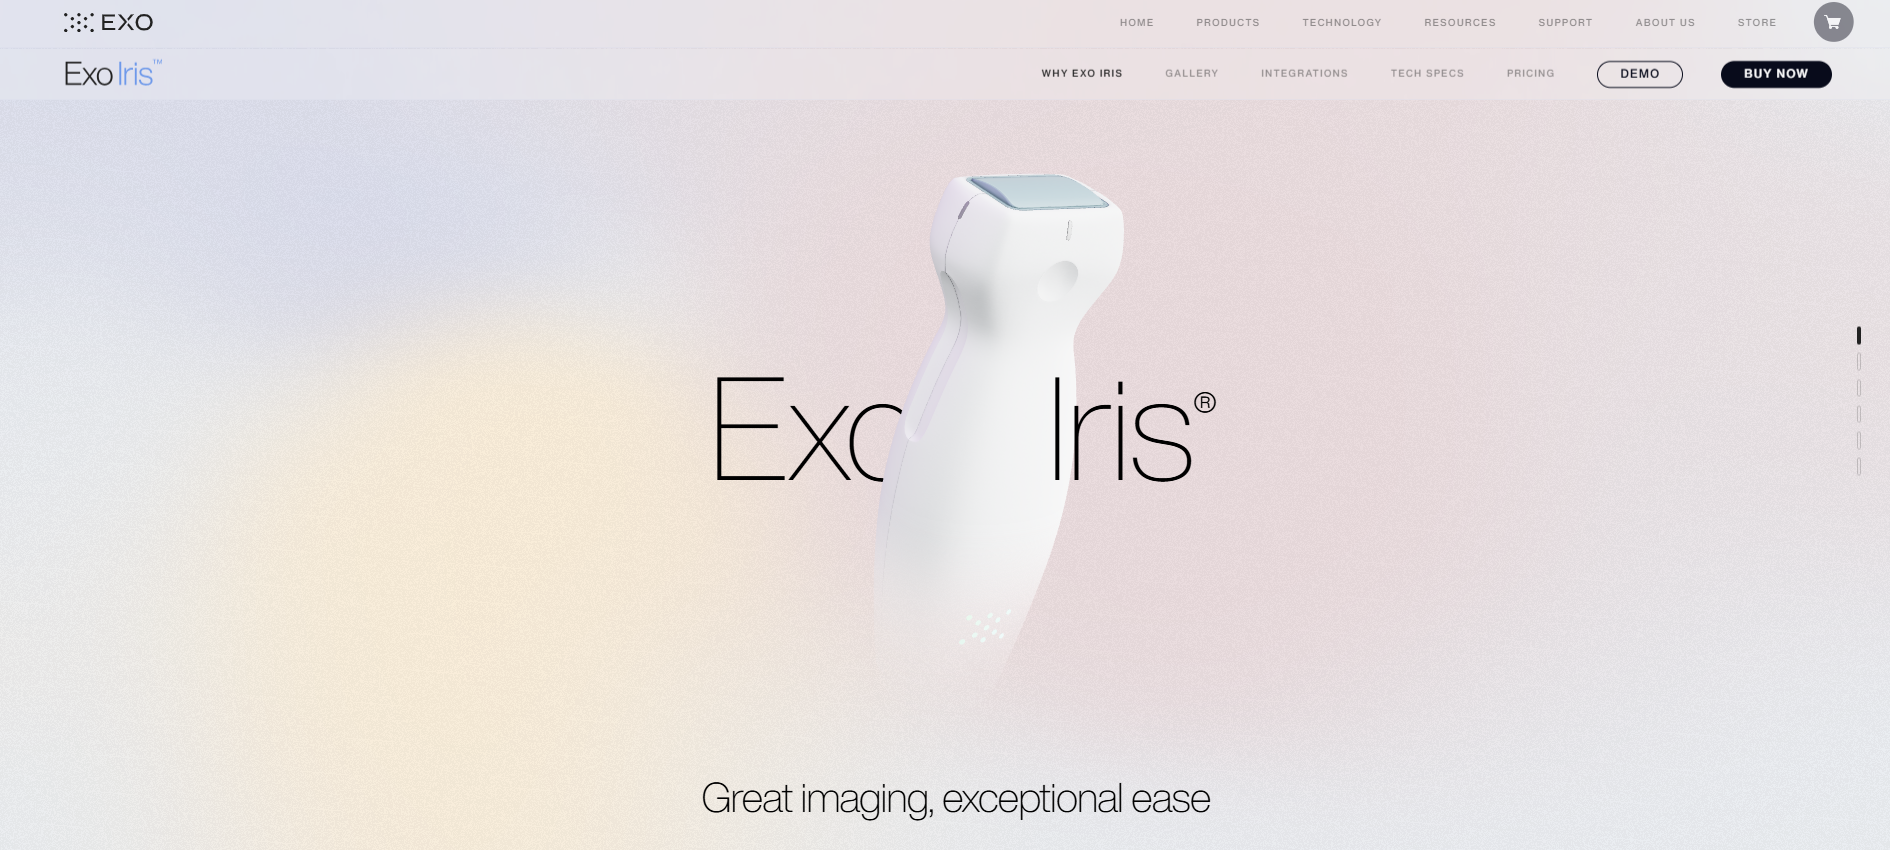 EXO
HOME PRODUCTS TECHNOLOGY RESOURCES SUPPORT ABOUT US STORE
Exo Iris™
WHY EXO IRIS GALLERY INTEGRATIONS TECH SPECS PRICING DEMO BUY NOW
Exo Iris®
Great imaging, exceptional ease